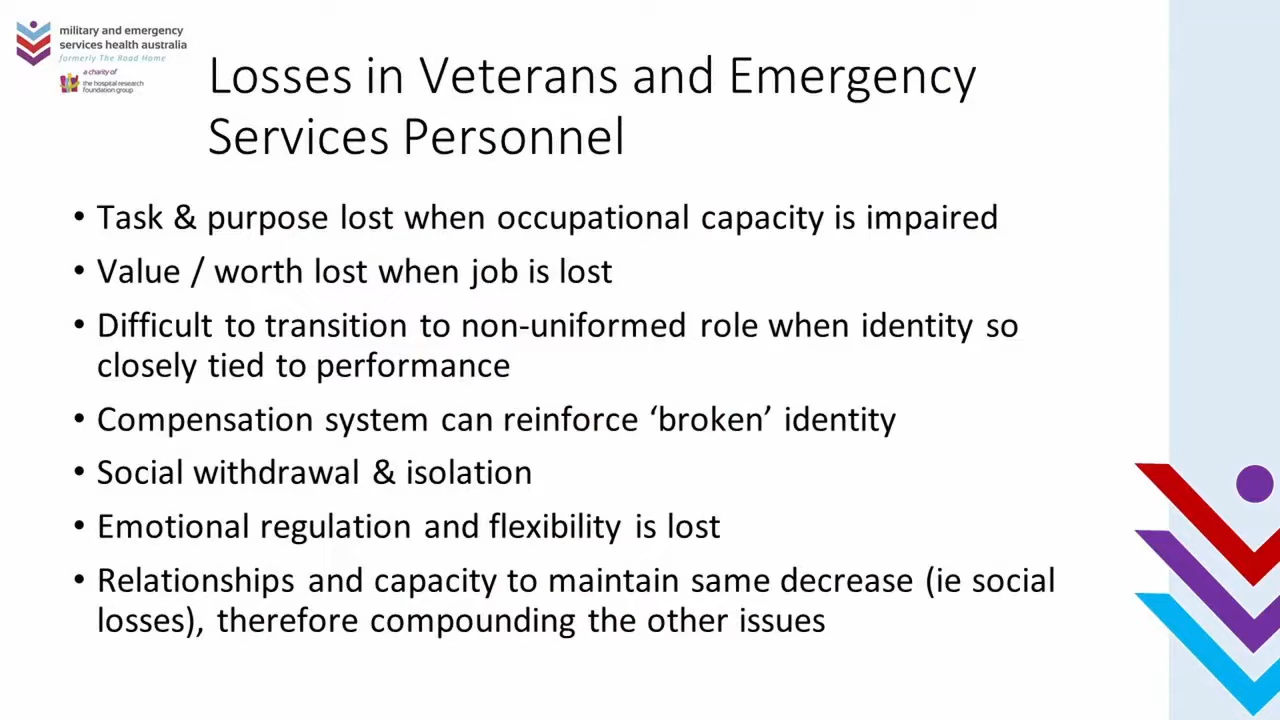 military and emergency
services health australia
formerly The Road Home
a charity of
the hospital research
foundation group
Losses in Veterans and Emergency
Services Personnel
• Task & purpose lost when occupational capacity is impaired
• Value / worth lost when job is lost
• Difficult to transition to non-uniformed role when identity so
closely tied to performance
• Compensation system can reinforce ‘broken’ identity
• Social withdrawal & isolation
• Emotional regulation and flexibility is lost
• Relationships and capacity to maintain same decrease (ie social
losses), therefore compounding the other issues